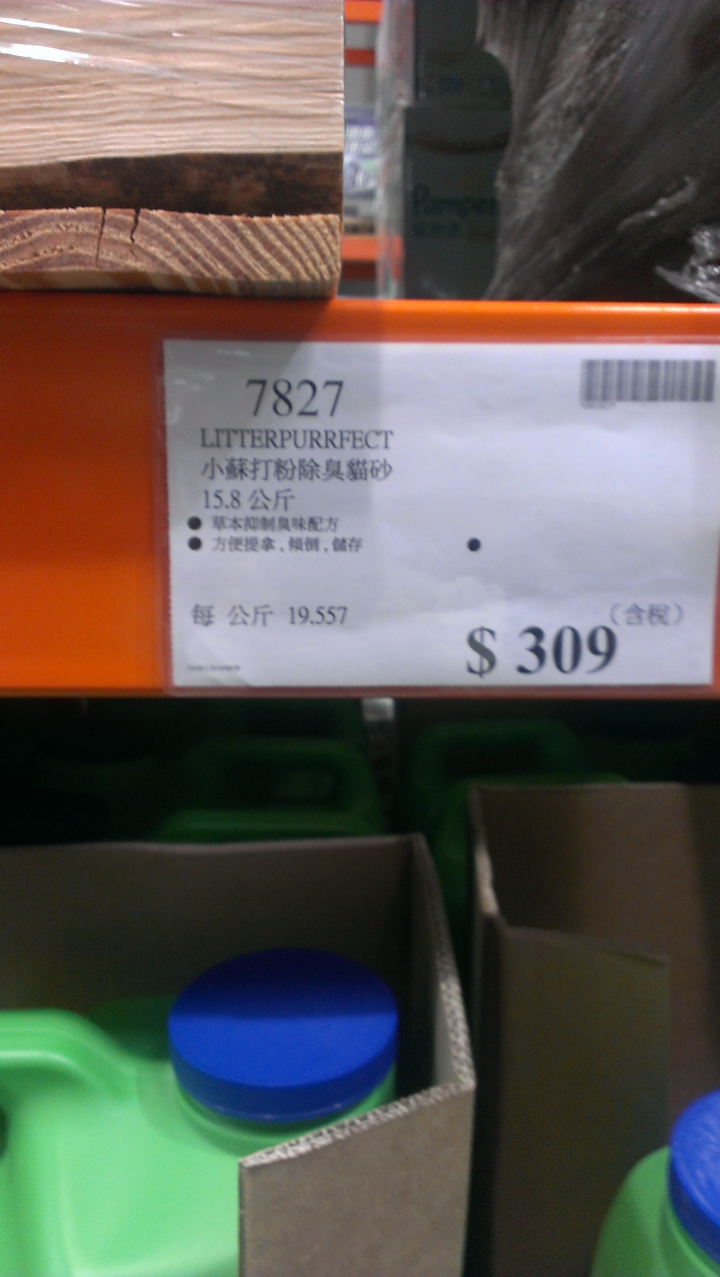 Pampers
7827
LITTERPURRFECT
小蘇打粉除臭貓砂
15.8 公斤
● 草本抑制臭味配方
● 方便提拿 , 傾倒 , 儲存
每 公斤 19.557
(含稅)
$ 309